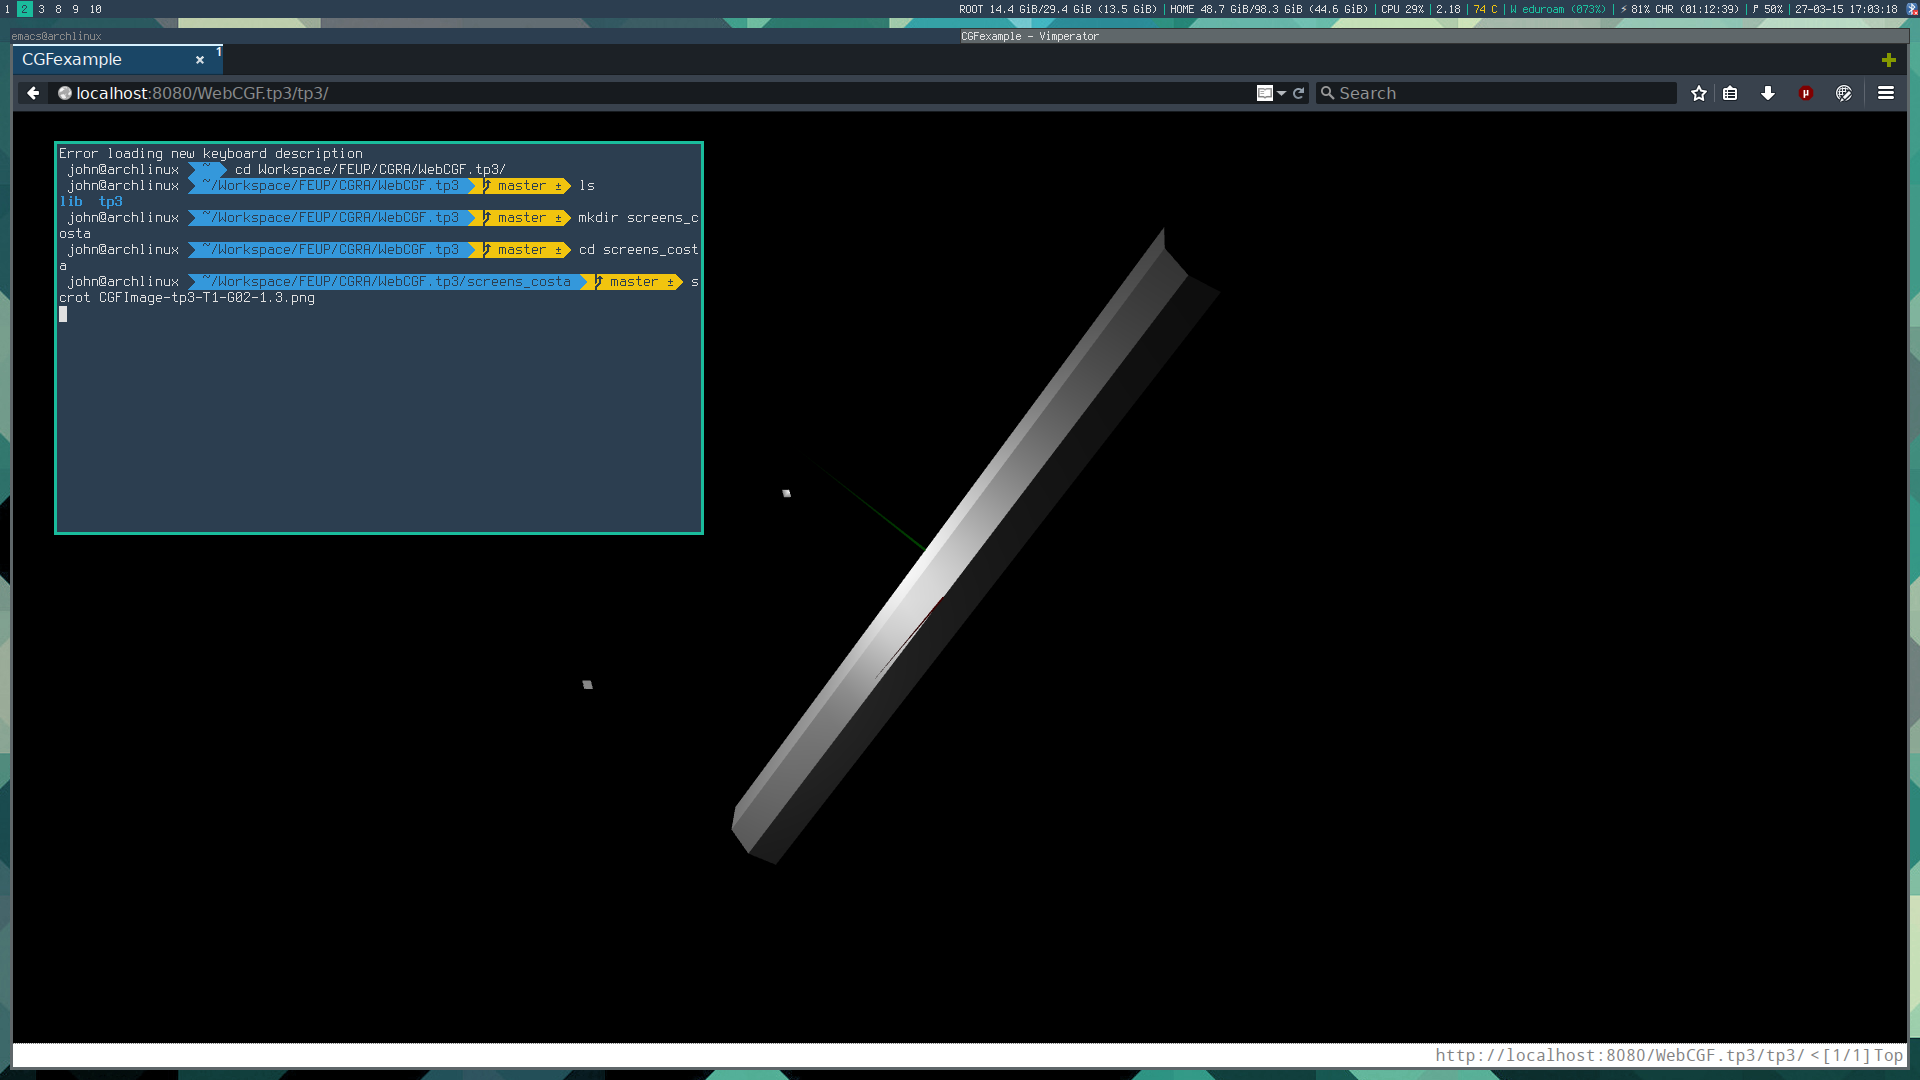 1 2 3 8 9 10 ROOT 14.4 GiB/29.4 GiB (13.5 GiB) | HOME 48.7 GiB/98.3 GiB (44.6 GiB) | CPU 29% | 2.18 | 74 C | W eduroam (073%) | ⚡ 81% CHR (01:12:39) | 50% | 27-03-15 17:03:18
emacs@archlinux CGFexample - Vimperator
CGFexample × 1
localhost:8080/WebCGF.tp3/tp3/ Search
Error loading new keyboard description
john@archlinux ~ cd Workspace/FEUP/CGRA/WebCGF.tp3/
john@archlinux ~/Workspace/FEUP/CGRA/WebCGF.tp3 master ± ls
lib tp3
john@archlinux ~/Workspace/FEUP/CGRA/WebCGF.tp3 master ± mkdir screens_c
osta
john@archlinux ~/Workspace/FEUP/CGRA/WebCGF.tp3 master ± cd screens_cost
a
john@archlinux ~/Workspace/FEUP/CGRA/WebCGF.tp3/screens_costa master ± s
crot CGFImage-tp3-T1-G02-1.3.png
http://localhost:8080/WebCGF.tp3/tp3/ <[1/1] Top